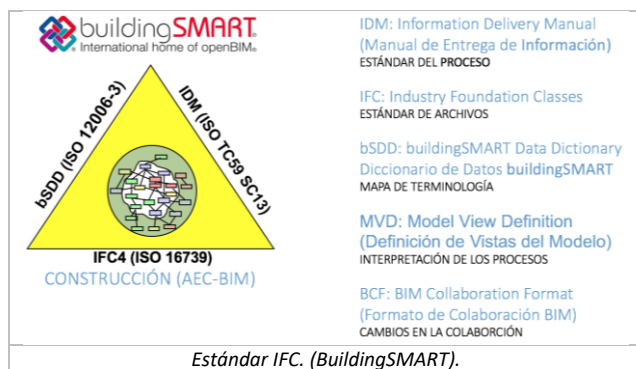 buildingSMART®
International home of openBIM®
bSDD (ISO 12006-3)
IDM (ISO TC59 SC13)
IFC4 (ISO 16739)
CONSTRUCCIÓN (AEC-BIM)
IDM: Information Delivery Manual
(Manual de Entrega de Información)
ESTÁNDAR DEL PROCESO
IFC: Industry Foundation Classes
ESTÁNDAR DE ARCHIVOS
bSDD: buildingSMART Data Dictionary
Diccionario de Datos buildingSMART
MAPA DE TERMINOLOGÍA
MVD: Model View Definition
(Definición de Vistas del Modelo)
INTERPRETACIÓN DE LOS PROCESOS
BCF: BIM Collaboration Format
(Formato de Colaboración BIM)
CAMBIOS EN LA COLABORCIÓN
Estándar IFC. (BuildingSMART).